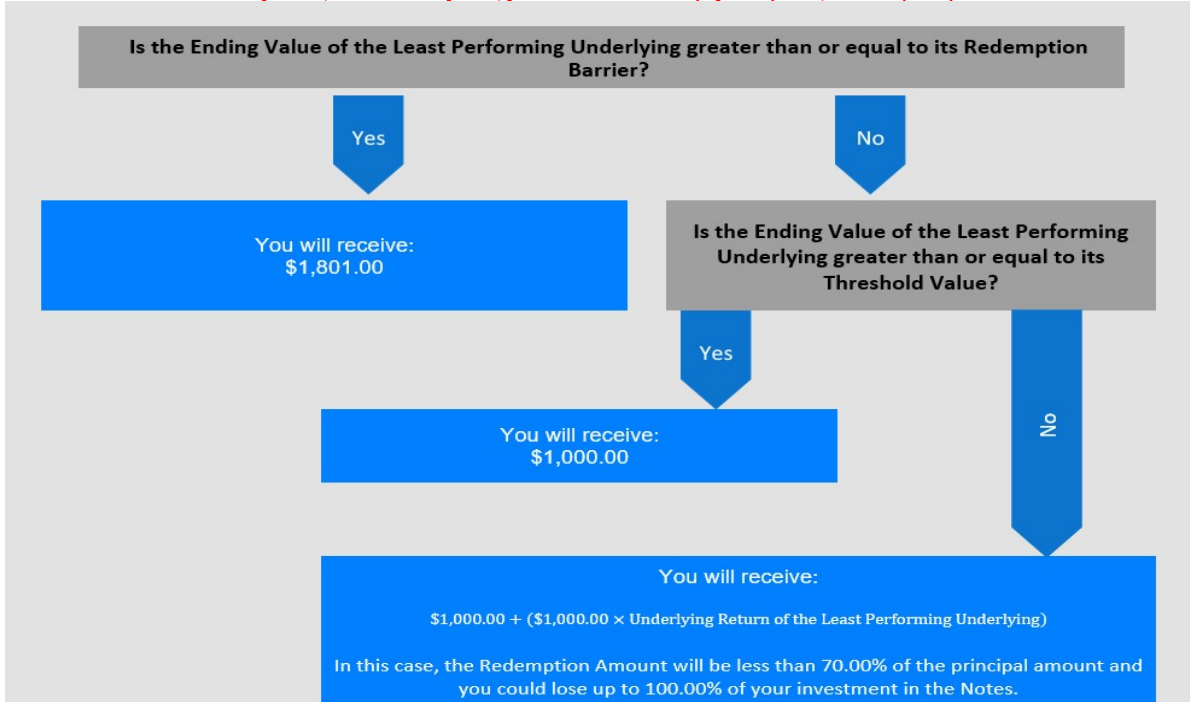 Is the Ending Value of the Least Performing Underlying greater than or equal to its Redemption
Barrier?
Yes
No
You will receive:
$1,801.00
Is the Ending Value of the Least Performing
Underlying greater than or equal to its
Threshold Value?
Yes
No
You will receive:
$1,000.00
You will receive:
$1,000.00 + ($1,000.00 × Underlying Return of the Least Performing Underlying)
In this case, the Redemption Amount will be less than 70.00% of the principal amount and
you could lose up to 100.00% of your investment in the Notes.